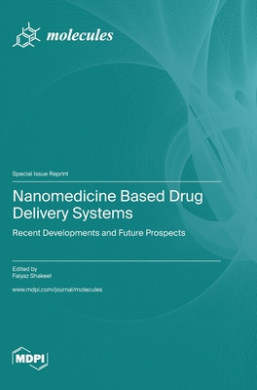 molecules
Special Issue Reprint
Nanomedicine Based Drug
Delivery Systems
Recent Developments and Future Prospects
Edited by
Faiyaz Shakeel
www.mdpi.com/journal/molecules
MDPI